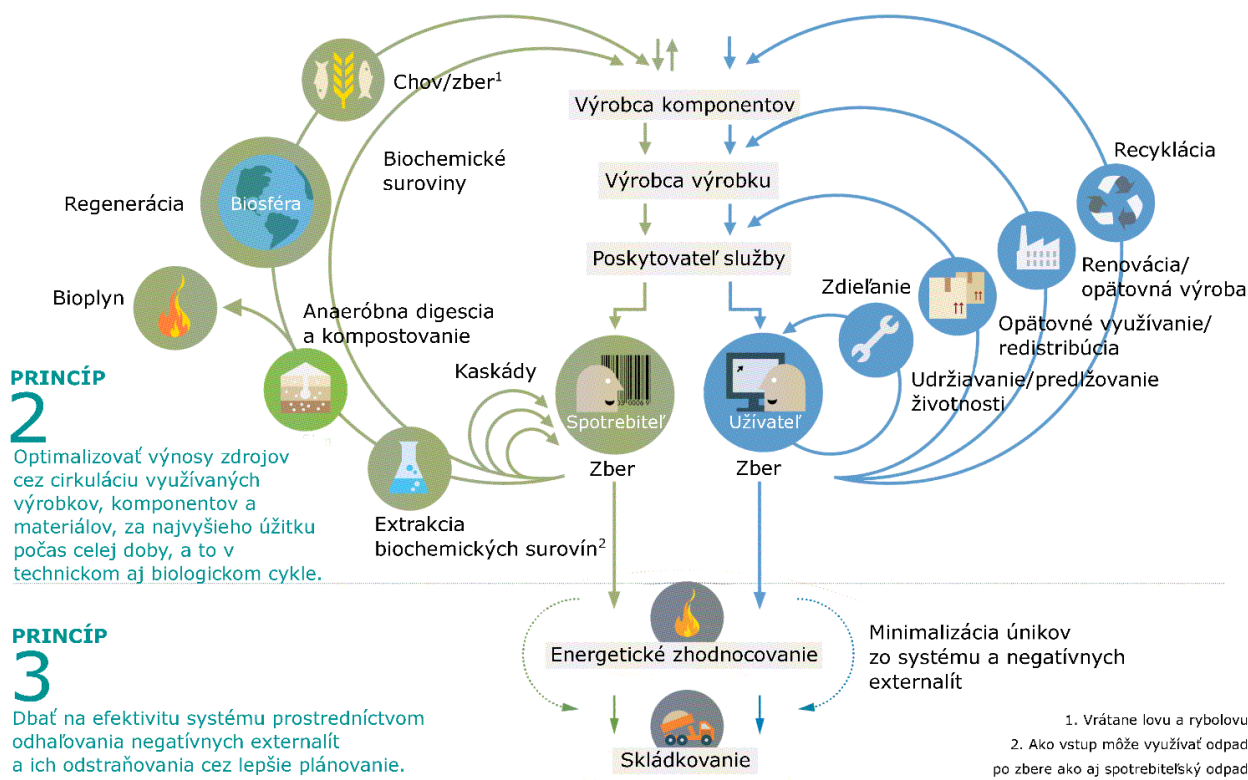 Chov/zber1
Výrobca komponentov
Biochemické
suroviny
Recyklácia
Výrobca výrobku
Regenerácia
Biosféra
Poskytovateľ služby
Renovácia/
opätovná výroba
Zdieľanie
Bioplyn
Anaeróbna digescia
a kompostovanie
Opätovné využívanie/
redistribúcia
Kaskády
Udržiavanie/predlžovanie
životnosti
Spotrebiteľ
Užívateľ
Zber
Zber
PRINCÍP
2
Optimalizovať výnosy zdrojov
cez cirkuláciu využívaných
výrobkov, komponentov a
materiálov, za najvyšieho úžitku
počas celej doby, a to v
technickom aj biologickom cykle.
Extrakcia
biochemických surovín2
PRINCÍP
3
Dbať na efektivitu systému prostredníctvom
odhaľovania negatívnych externalít
a ich odstraňovania cez lepšie plánovanie.
Energetické zhodnocovanie
Minimalizácia únikov
zo systému a negatívnych
externalít
Skládkovanie
1. Vrátane lovu a rybolovu
2. Ako vstup môže využívať odpad
po zbere ako aj spotrebiteľský odpad